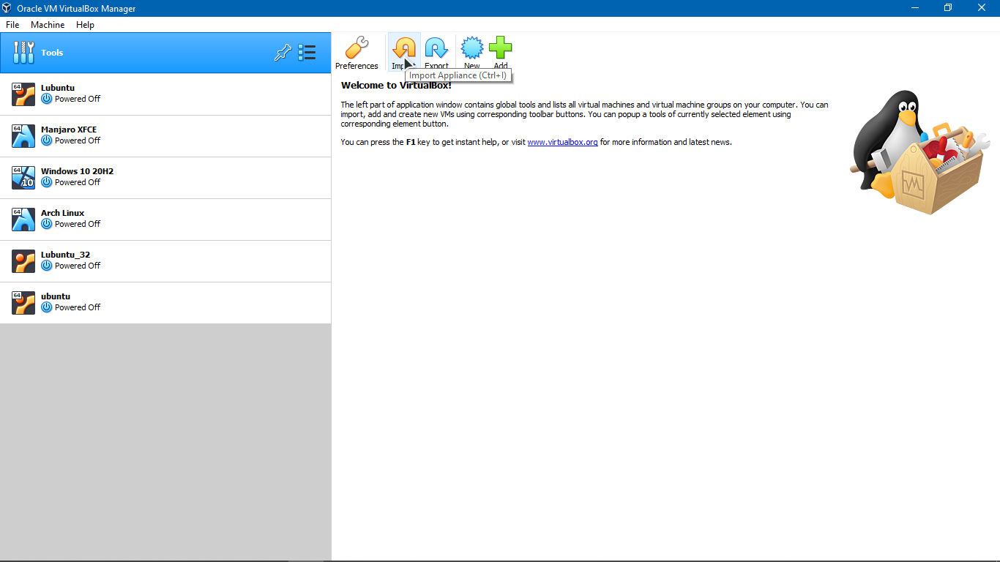 Oracle VM VirtualBox Manager
File Machine Help
Tools
Preferences
Export
New
Add
Import Appliance (Ctrl+I)
64
Lubuntu
Powered Off
64
Manjaro XFCE
Powered Off
64
10
Windows 10 20H2
Powered Off
64
Arch Linux
Powered Off
Lubuntu_32
Powered Off
64
ubuntu
Powered Off
Welcome to VirtualBox!
The left part of application window contains global tools and lists all virtual machines and virtual machine groups on your computer. You can
import, add and create new VMs using corresponding toolbar buttons. You can popup a tools of currently selected element using
corresponding element button.
You can press the F1 key to get instant help, or visit www.virtualbox.org for more information and latest news.